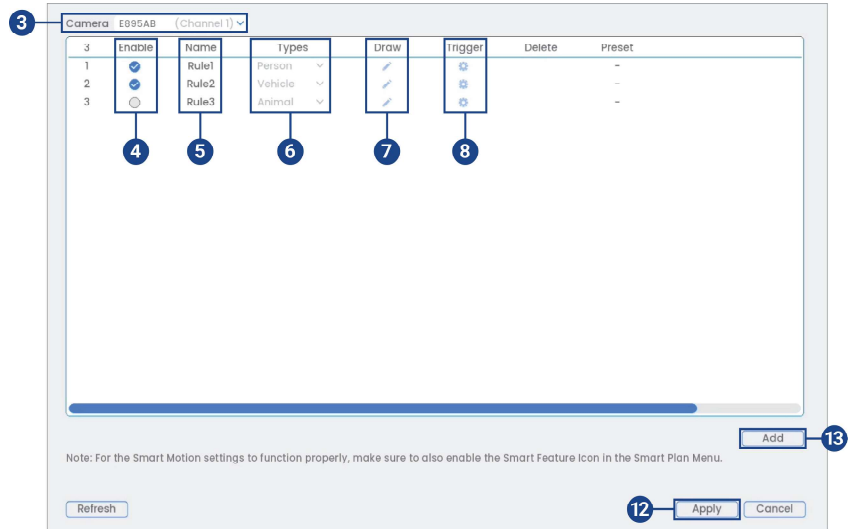 3 Camera E895AB (Channel 1)
3 Enable Name Types Draw Trigger Delete Preset
1 Rule1 Person -
2 Rule2 Vehicle -
3 Rule3 Animal -
4 5 6 7 8
Add 13
Note: For the Smart Motion settings to function properly, make sure to also enable the Smart Feature Icon in the Smart Plan Menu.
Refresh 12 Apply Cancel